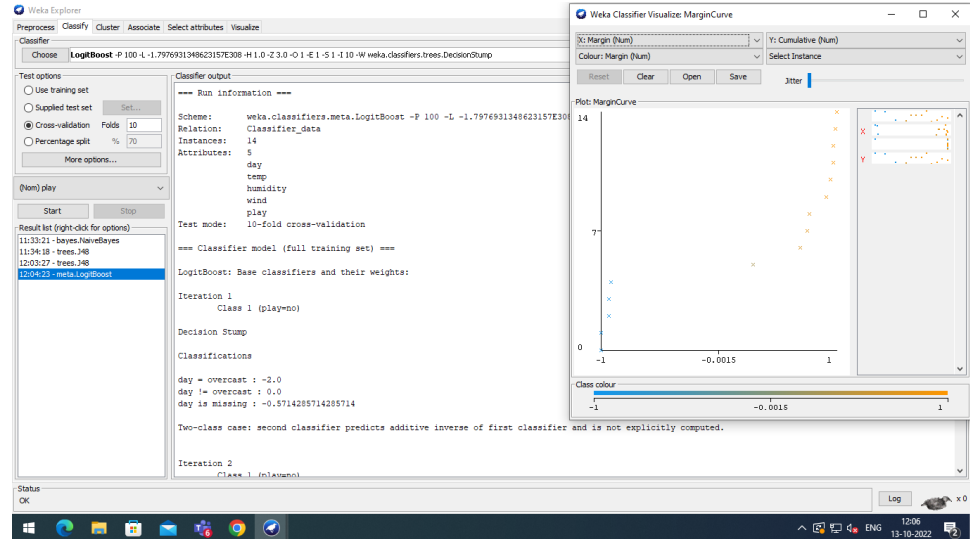 Weka Explorer
Preprocess Classify Cluster Associate Select attributes Visualize
Classifier
Choose LogitBoost -P 100 -L -1.7976931348623157E308 -H 1.0 -Z 3.0 -O 1 -E 1 -S 1 -I 10 -W weka.classifiers.trees.DecisionStump
Test options
Use training set
Supplied test set Set...
Cross-validation Folds 10
Percentage split % 70
More options...
(Nom) play
Start Stop
Result list (right-click for options)
11:33:21 - bayes.NaiveBayes
11:34:18 - trees.J48
12:03:27 - trees.J48
12:04:23 - meta.LogitBoost
Classifier output
=== Run information ===
Scheme: weka.classifiers.meta.LogitBoost -P 100 -L -1.7976931348623157E308
Relation: Classifier_data
Instances: 14
Attributes: 5
day
temp
humidity
wind
play
Test mode: 10-fold cross-validation
=== Classifier model (full training set) ===
LogitBoost: Base classifiers and their weights:
Iteration 1
Class 1 (play=no)
Decision Stump
Classifications
day = overcast : -2.0
day != overcast : 0.0
day is missing : -0.5714285714285714
Two-class case: second classifier predicts additive inverse of first classifier and is not explicitly computed.
Iteration 2
Class 1 (play=no)
Weka Classifier Visualize: MarginCurve
X: Margin (Num) Y: Cumulative (Num)
Colour: Margin (Num) Select Instance
Reset Clear Open Save Jitter
Plot: MarginCurve
14
7
0
-1 -0.0015 1
X
Y
Class colour
-1 -0.0015 1
Status
OK
Log x 0
6
ENG
12:06
13-10-2022
2